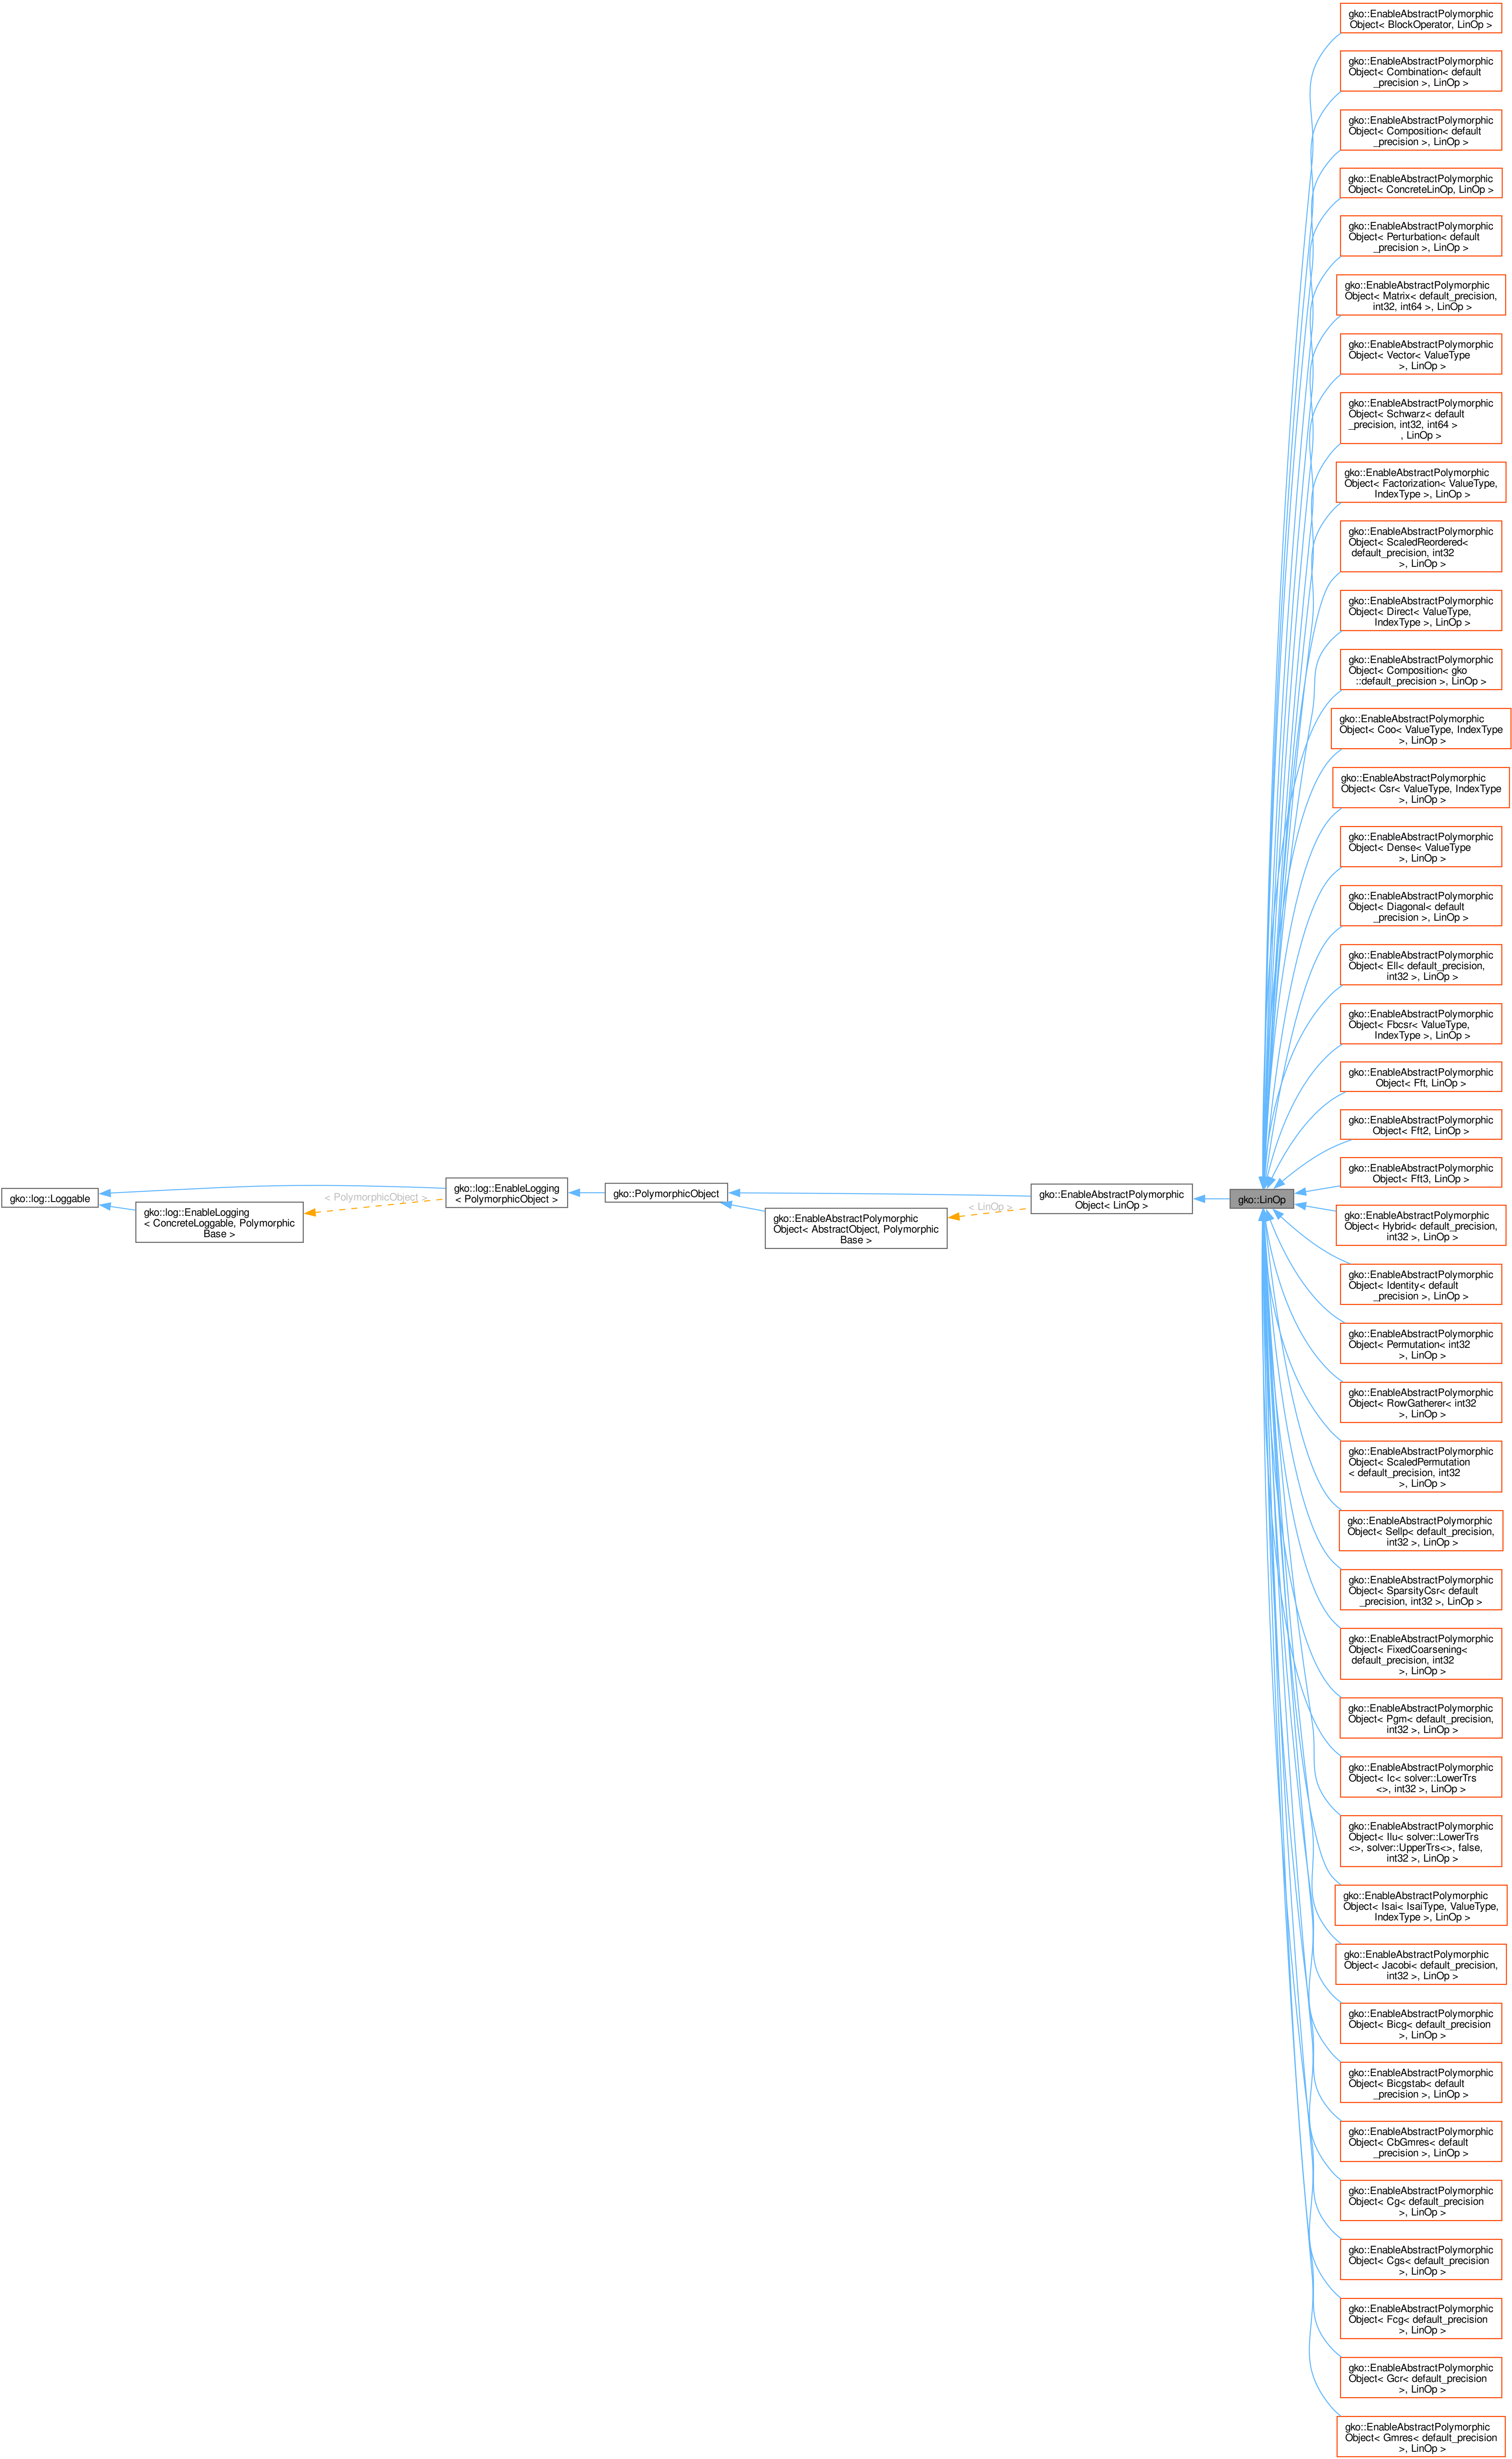 gko::EnableAbstractPolymorphic
Object< BlockOperator, LinOp >
gko::EnableAbstractPolymorphic
Object< Combination< default
_precision >, LinOp >
gko::EnableAbstractPolymorphic
Object< Composition< default
_precision >, LinOp >
gko::EnableAbstractPolymorphic
Object< ConcreteLinOp, LinOp >
gko::EnableAbstractPolymorphic
Object< Perturbation< default
_precision >, LinOp >
gko::EnableAbstractPolymorphic
Object< Matrix< default_precision,
int32, int64 >, LinOp >
gko::EnableAbstractPolymorphic
Object< Vector< ValueType
>, LinOp >
gko::EnableAbstractPolymorphic
Object< Schwarz< default
_precision, int32, int64 >
, LinOp >
gko::EnableAbstractPolymorphic
Object< Factorization< ValueType,
IndexType >, LinOp >
gko::EnableAbstractPolymorphic
Object< ScaledReordered<
default_precision, int32
>, LinOp >
gko::EnableAbstractPolymorphic
Object< Direct< ValueType,
IndexType >, LinOp >
gko::EnableAbstractPolymorphic
Object< Composition< gko
::default_precision >, LinOp >
gko::EnableAbstractPolymorphic
Object< Coo< ValueType, IndexType
>, LinOp >
gko::EnableAbstractPolymorphic
Object< Csr< ValueType, IndexType
>, LinOp >
gko::EnableAbstractPolymorphic
Object< Dense< ValueType
>, LinOp >
gko::EnableAbstractPolymorphic
Object< Diagonal< default
_precision >, LinOp >
gko::EnableAbstractPolymorphic
Object< Ell< default_precision,
int32 >, LinOp >
gko::EnableAbstractPolymorphic
Object< Fbcsr< ValueType,
IndexType >, LinOp >
gko::EnableAbstractPolymorphic
Object< Fft, LinOp >
gko::EnableAbstractPolymorphic
Object< Fft2, LinOp >
gko::EnableAbstractPolymorphic
Object< Fft3, LinOp >
gko::log::Loggable
gko::log::EnableLogging
< ConcreteLoggable, Polymorphic
Base >
< PolymorphicObject >
gko::log::EnableLogging
< PolymorphicObject >
gko::PolymorphicObject
gko::EnableAbstractPolymorphic
Object< AbstractObject, Polymorphic
Base >
< LinOp >
gko::EnableAbstractPolymorphic
Object< LinOp >
gko::LinOp
gko::EnableAbstractPolymorphic
Object< Hybrid< default_precision,
int32 >, LinOp >
gko::EnableAbstractPolymorphic
Object< Identity< default
_precision >, LinOp >
gko::EnableAbstractPolymorphic
Object< Permutation< int32
>, LinOp >
gko::EnableAbstractPolymorphic
Object< RowGatherer< int32
>, LinOp >
gko::EnableAbstractPolymorphic
Object< ScaledPermutation
< default_precision, int32
>, LinOp >
gko::EnableAbstractPolymorphic
Object< Sellp< default_precision,
int32 >, LinOp >
gko::EnableAbstractPolymorphic
Object< SparsityCsr< default
_precision, int32 >, LinOp >
gko::EnableAbstractPolymorphic
Object< FixedCoarsening<
default_precision, int32
>, LinOp >
gko::EnableAbstractPolymorphic
Object< Pgm< default_precision,
int32 >, LinOp >
gko::EnableAbstractPolymorphic
Object< Ic< solver::LowerTrs
<>, int32 >, LinOp >
gko::EnableAbstractPolymorphic
Object< Ilu< solver::LowerTrs
<>, solver::UpperTrs<>, false,
int32 >, LinOp >
gko::EnableAbstractPolymorphic
Object< Isai< IsaiType, ValueType,
IndexType >, LinOp >
gko::EnableAbstractPolymorphic
Object< Jacobi< default_precision,
int32 >, LinOp >
gko::EnableAbstractPolymorphic
Object< Bicg< default_precision
>, LinOp >
gko::EnableAbstractPolymorphic
Object< Bicgstab< default
_precision >, LinOp >
gko::EnableAbstractPolymorphic
Object< CbGmres< default
_precision >, LinOp >
gko::EnableAbstractPolymorphic
Object< Cg< default_precision
>, LinOp >
gko::EnableAbstractPolymorphic
Object< Cgs< default_precision
>, LinOp >
gko::EnableAbstractPolymorphic
Object< Fcg< default_precision
>, LinOp >
gko::EnableAbstractPolymorphic
Object< Gcr< default_precision
>, LinOp >
gko::EnableAbstractPolymorphic
Object< Gmres< default_precision
>, LinOp >